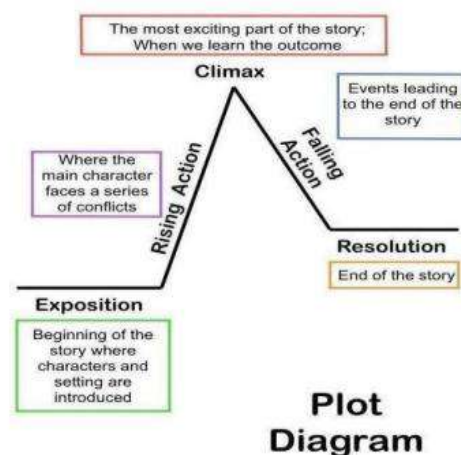 The most exciting part of the story;
When we learn the outcome
Climax
Events leading
to the end of the
story
Where the
main character
faces a series
of conflicts
Rising Action
Falling
Action
Resolution
End of the story
Exposition
Beginning of the
story where
characters and
setting are
introduced
Plot
Diagram